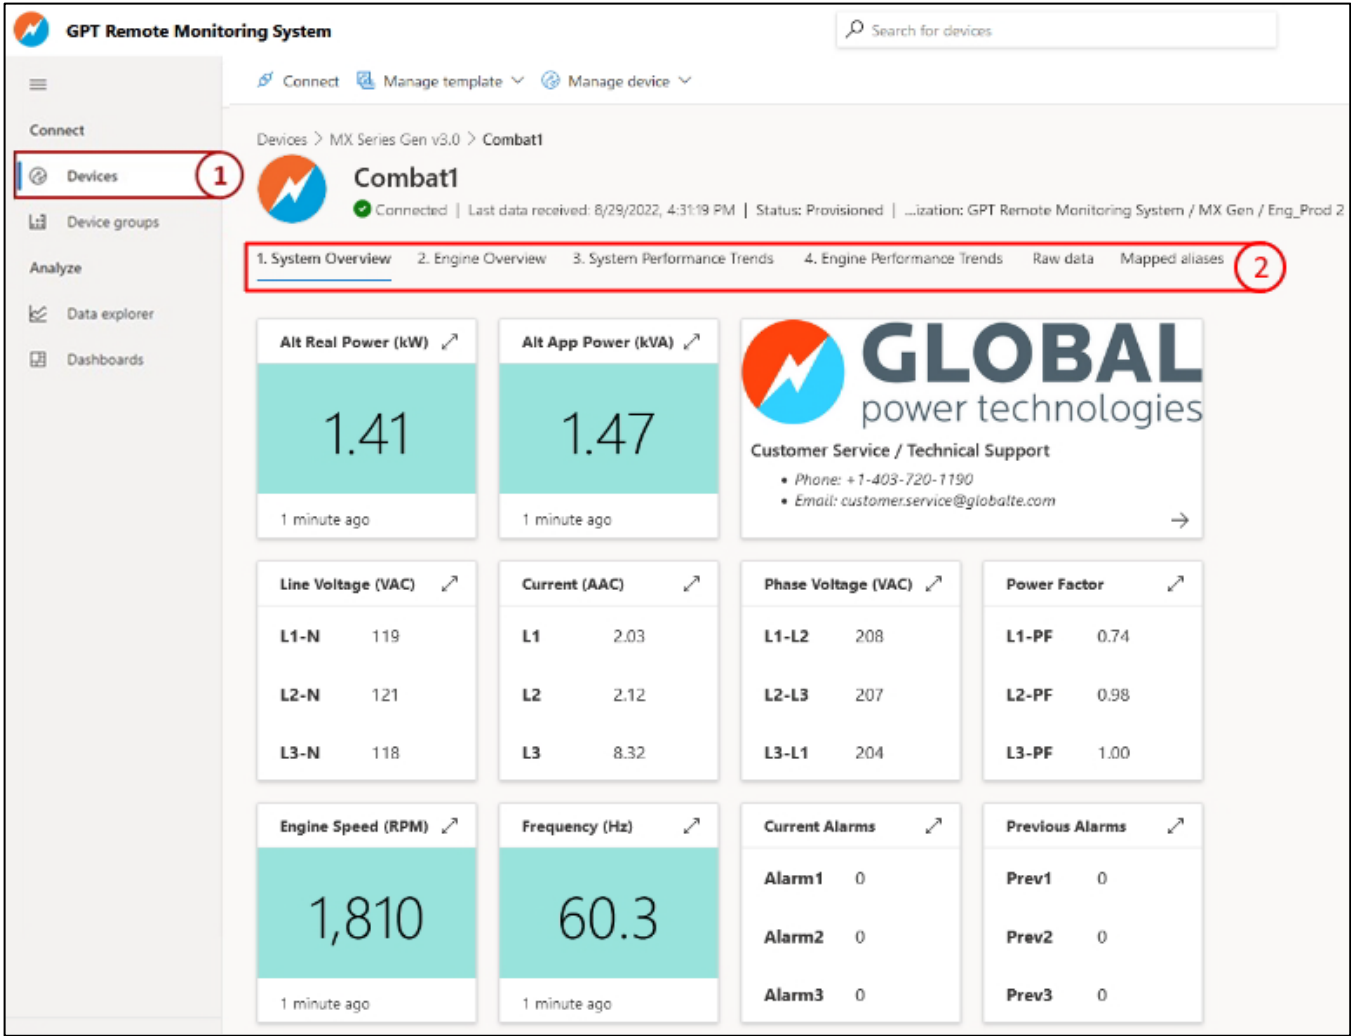 GPT Remote Monitoring System
Search for devices
Connect
Manage template
Manage device
Connect
Devices
1
Device groups
Analyze
Data explorer
Dashboards
Devices > MX Series Gen v3.0 > Combat1
Combat1
Connected | Last data received: 8/29/2022, 4:31:19 PM | Status: Provisioned | ...ization: GPT Remote Monitoring System / MX Gen / Eng_Prod 2
1. System Overview 2. Engine Overview 3. System Performance Trends 4. Engine Performance Trends Raw data Mapped aliases
2
Alt Real Power (kW)
1.41
1 minute ago
Alt App Power (kVA)
1.47
1 minute ago
GLOBAL
power technologies
Customer Service / Technical Support
• Phone: +1-403-720-1190
• Email: customer.service@globalte.com
Line Voltage (VAC)
L1-N 119
L2-N 121
L3-N 118
Current (AAC)
L1 2.03
L2 2.12
L3 8.32
Phase Voltage (VAC)
L1-L2 208
L2-L3 207
L3-L1 204
Power Factor
L1-PF 0.74
L2-PF 0.98
L3-PF 1.00
Engine Speed (RPM)
1,810
1 minute ago
Frequency (Hz)
60.3
1 minute ago
Current Alarms
Alarm1 0
Alarm2 0
Alarm3 0
Previous Alarms
Prev1 0
Prev2 0
Prev3 0